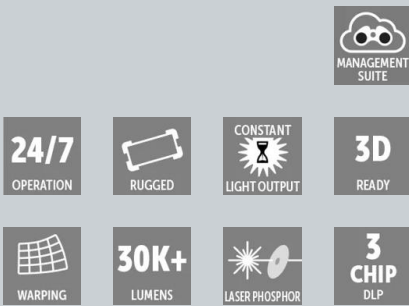 MANAGEMENT
SUITE
24/7
OPERATION
RUGGED
CONSTANT
LIGHT OUTPUT
3D
READY
WARPING
30K+
LUMENS
LASER PHOSPHOR
3
CHIP
DLP